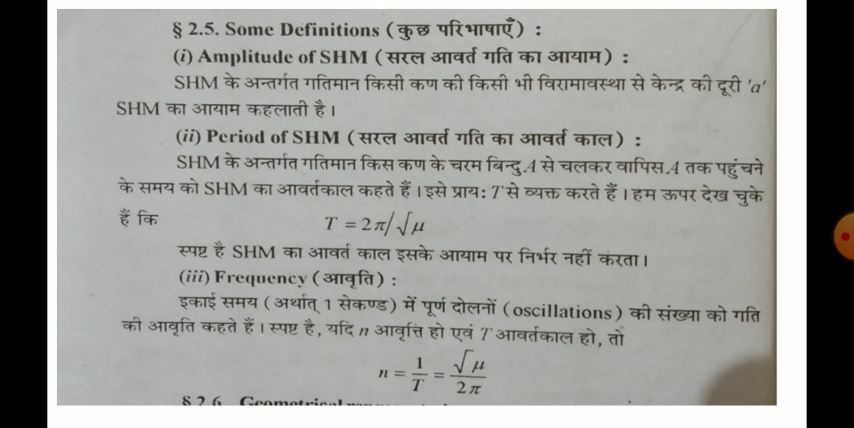 § 2.5. Some Definitions (कुछ परिभाषाएँ) :
(i) Amplitude of SHM (सरल आवर्त गति का आयाम) :
SHM के अन्तर्गत गतिमान किसी कण की किसी भी विरामावस्था से केन्द्र की दूरी 'a'
SHM का आयाम कहलाती है।
(ii) Period of SHM (सरल आवर्त गति का आवर्त काल) :
SHM के अन्तर्गत गतिमान किस कण के चरम बिन्दु A से चलकर वापिस A तक पहुंचने
के समय को SHM का आवर्तकाल कहते हैं। इसे प्राय: T से व्यक्त करते हैं। हम ऊपर देख चुके
हैं कि T = 2π/√μ
स्पष्ट है SHM का आवर्त काल इसके आयाम पर निर्भर नहीं करता।
(iii) Frequency (आवृति) :
इकाई समय (अर्थात् 1 सेकण्ड) में पूर्ण दोलनों (oscillations) की संख्या को गति
की आवृति कहते हैं। स्पष्ट है, यदि n आवृत्ति हो एवं T आवर्तकाल हो, तो
n = 1/T = √μ/2π
§ 2.6. Geometrical